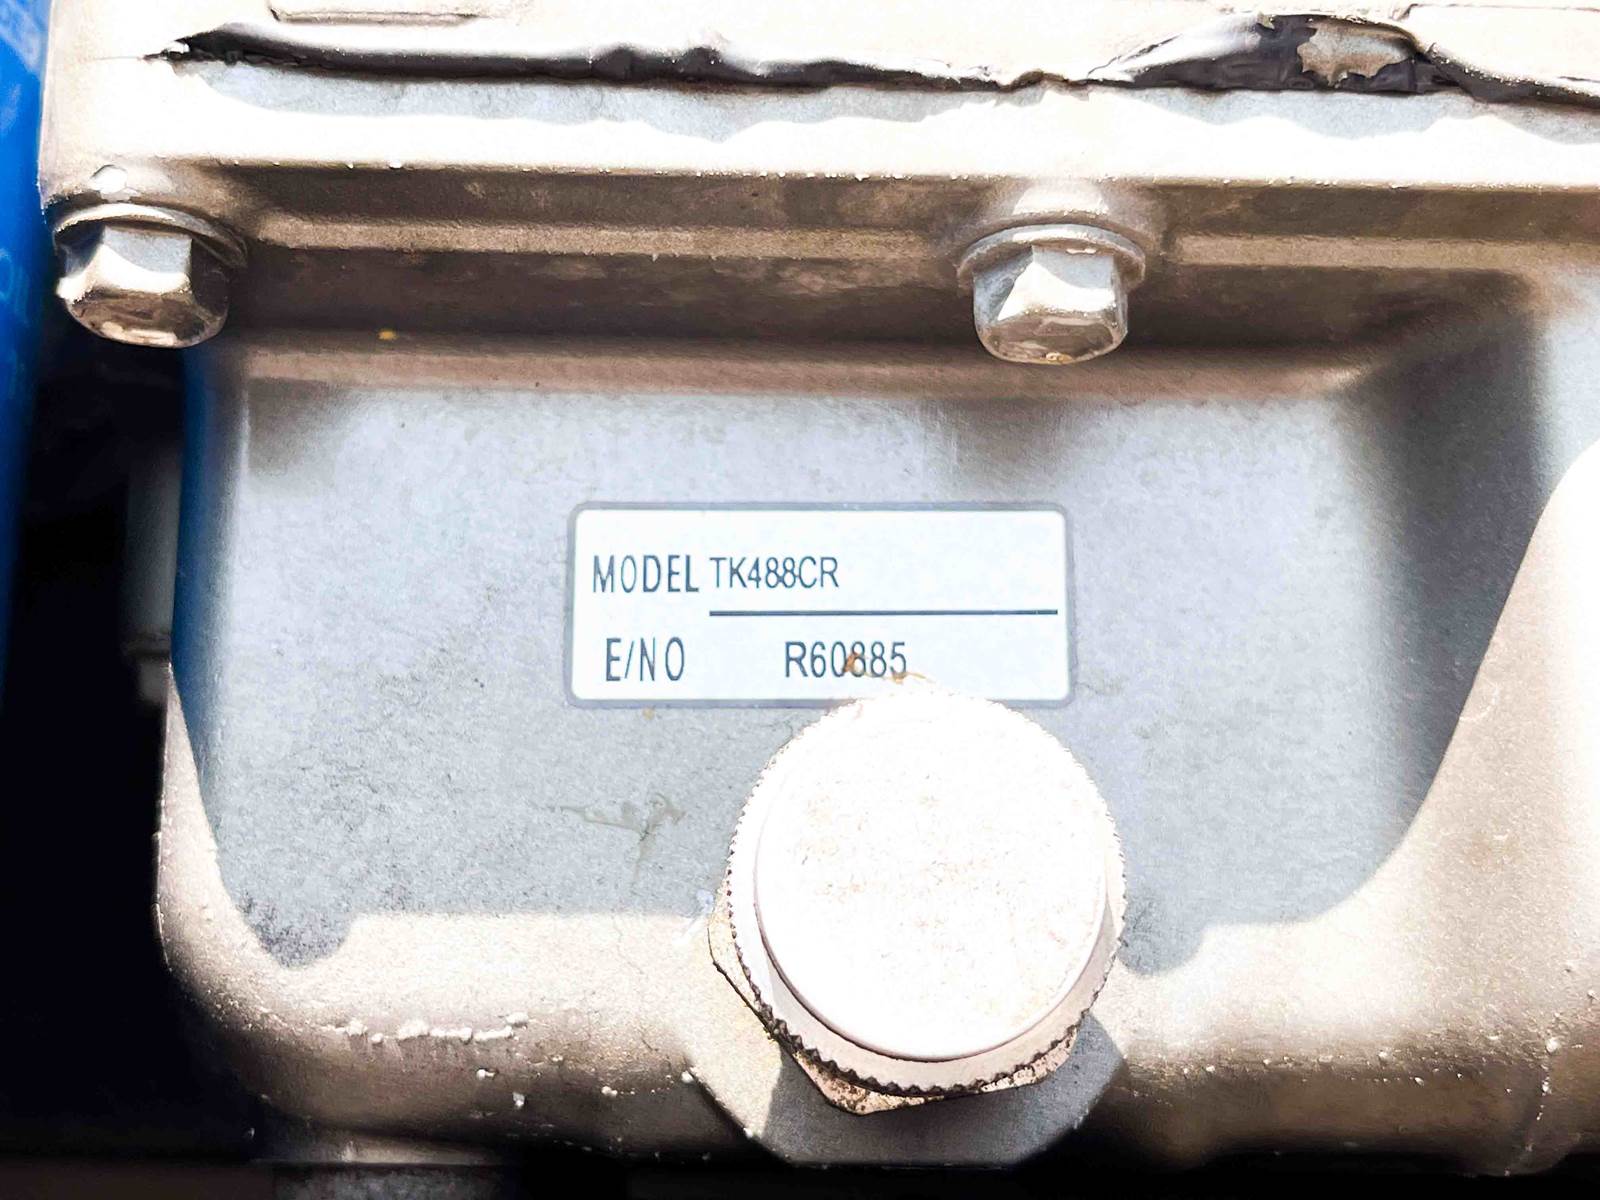 MODEL TK488CR
E/NO R60885